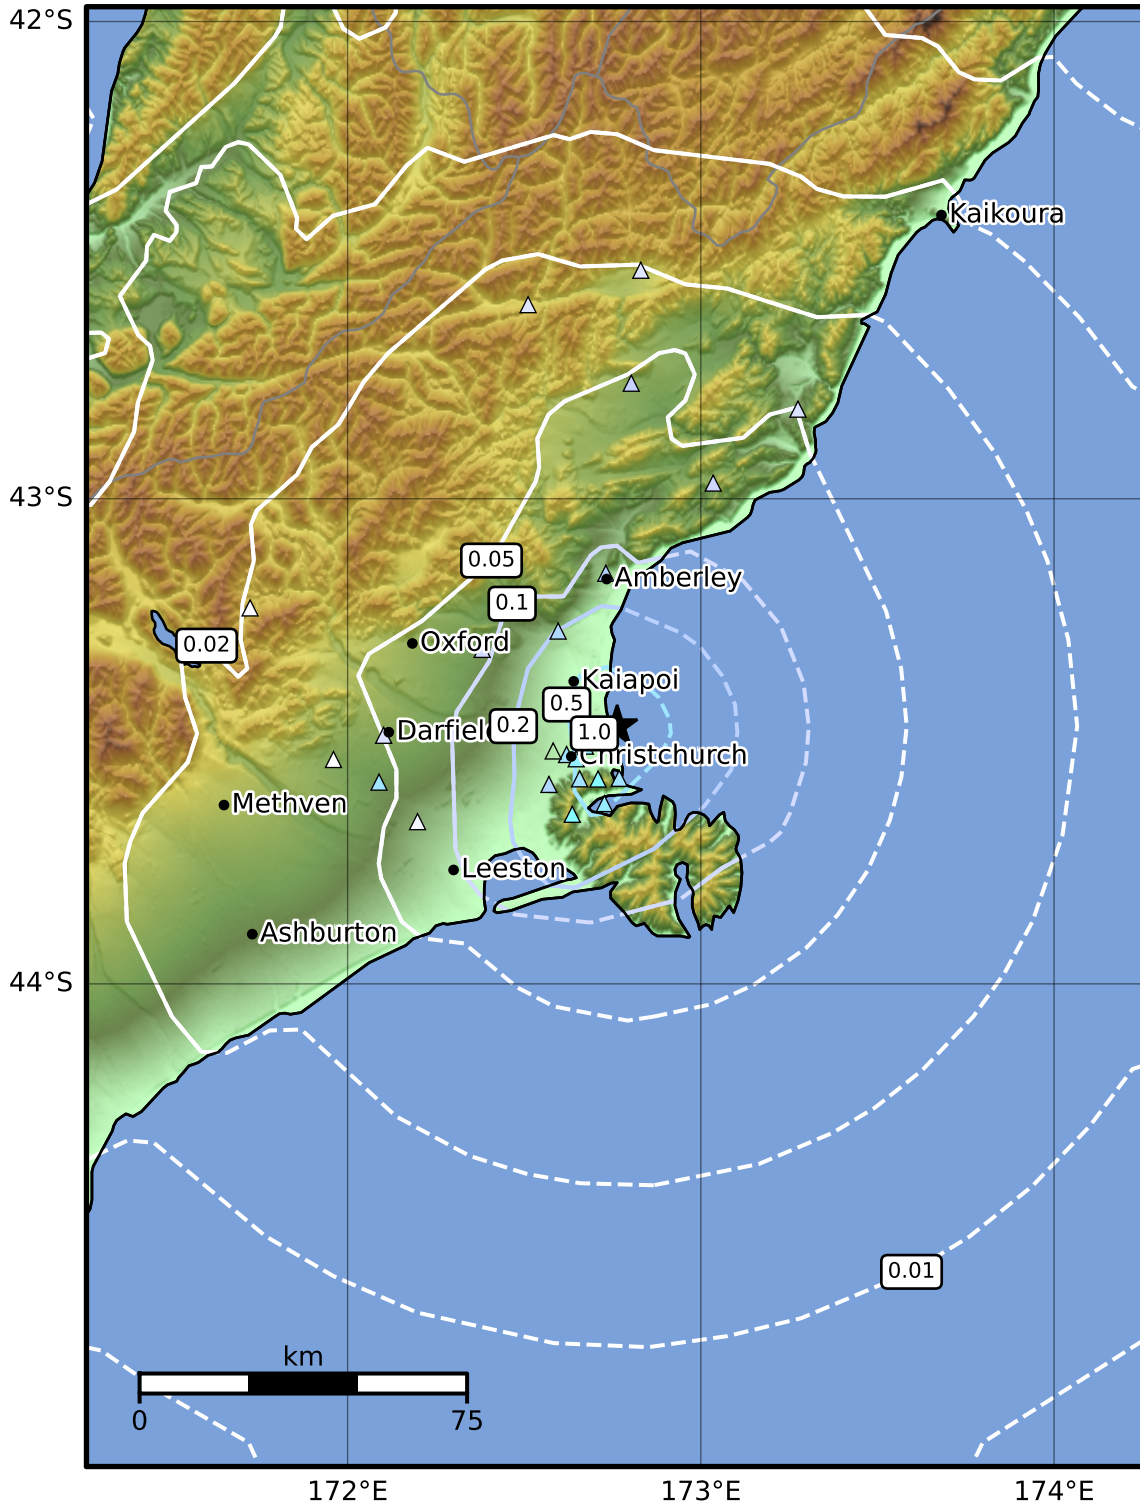 42°S
Kaikoura
43°S
0.05
Amberley
0.1
Oxford
0.02
Kaiapoi
0.5
0.2
1.0
Darfield
Christchurch
Methven
Leeston
Ashburton
44°S
0.01
km
0
75
172°E
173°E
174°E